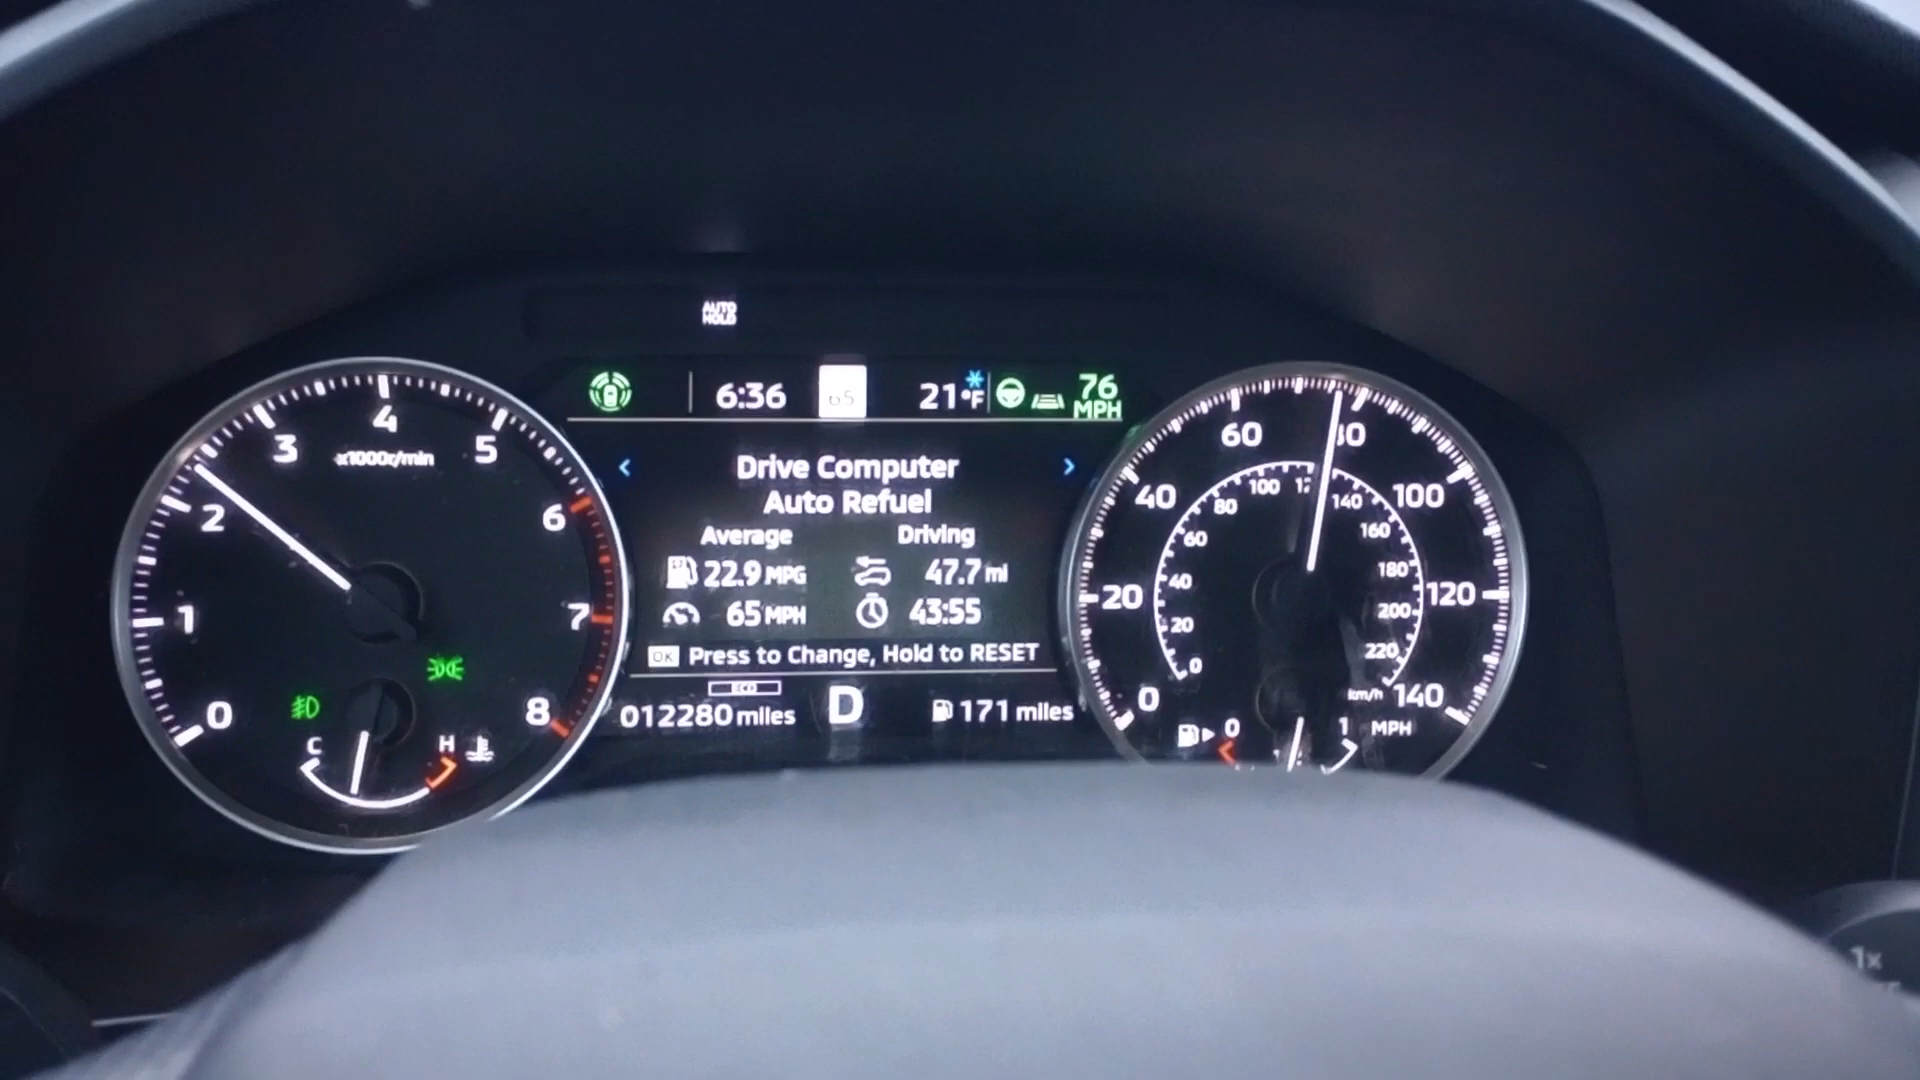 AUTO
HOLD
6:36
65
21°F
76
MPH
Drive Computer
Auto Refuel
Average
Driving
22.9 MPG
47.7 mi
65 MPH
43:55
OK Press to Change, Hold to RESET
ECO
012280 miles
D
171 miles
0
1
2
3
4
5
6
7
8
x1000r/min
C
H
0
20
40
60
80
100
120
140
MPH
0
20
40
60
80
100
140
160
180
200
220
km/h
0
1
1x